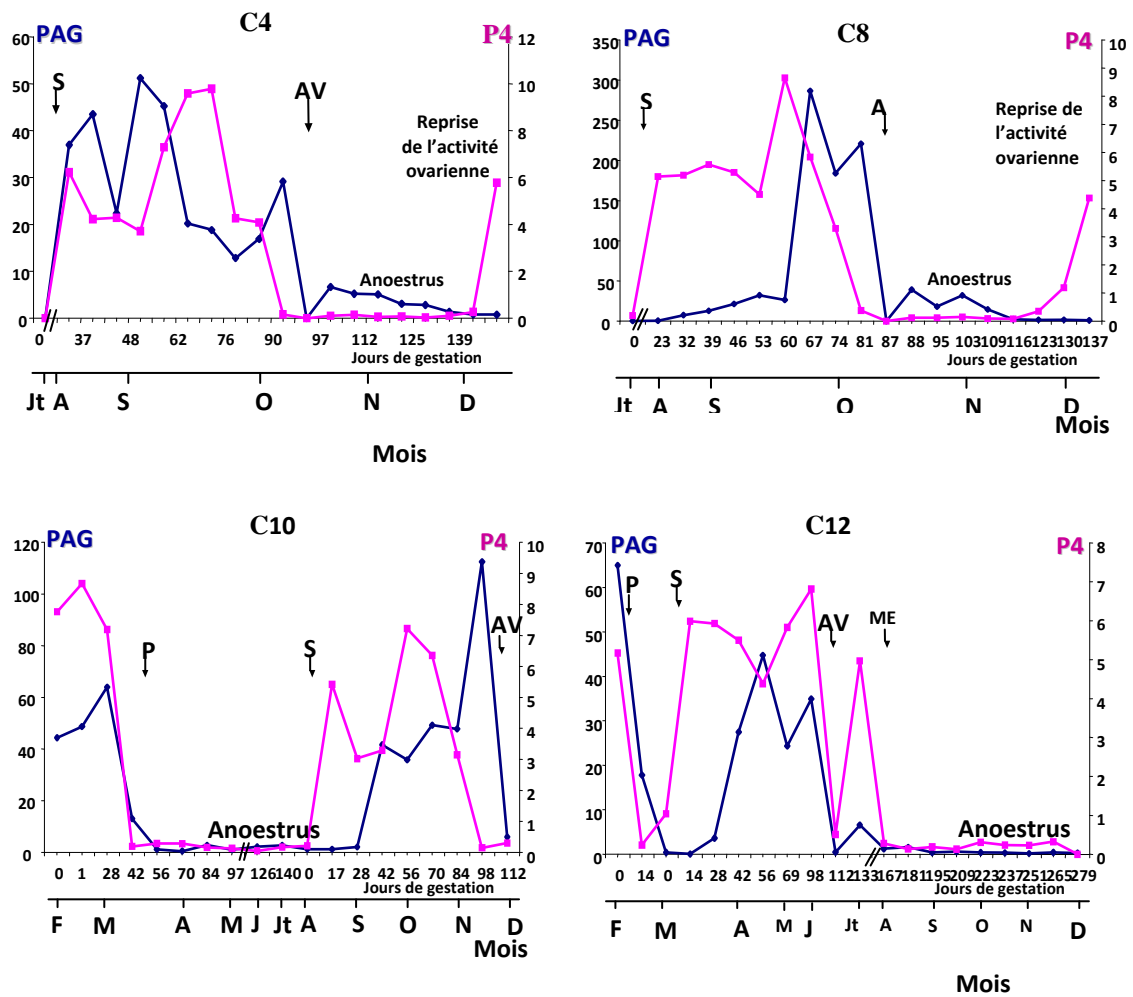 C4
PAG
P4
60
50
40
30
20
10
0
12
10
8
6
4
2
0
S
AV
Reprise
de l'activité
ovarienne
Anoestrus
0 37 48 62 76 86 97 112 125 139
Jours de gestation
Jt A S O N D
Mois
C8
PAG
P4
350
300
250
200
150
100
50
0
10
9
8
7
6
5
4
3
2
1
0
S
A
Reprise de
l'activité
ovarienne
Anoestrus
0 23 32 39 46 53 60 67 74 81 87 88 95 103109 116 123130 137
Jours de gestation
Jt A S O N D
Mois
C10
PAG
P4
120
100
80
60
40
20
0
10
9
8
7
6
5
4
3
2
1
0
P
S
AV
Anoestrus
0 1 28 42 56 70 84 97 126140 0 17 28 42 56 70 84 98 112
Jours de gestation
F M A M J Jt A S O N D
Mois
C12
PAG
P4
70
60
50
40
30
20
10
0
8
7
6
5
4
3
2
1
0
P
S
AV
ME
Anoestrus
0 14 0 14 28 42 56 69 98 112 133 167 181 195 209 223 237 251 265 279
Jours de gestation
F M A M J Jt A S O N D
Mois